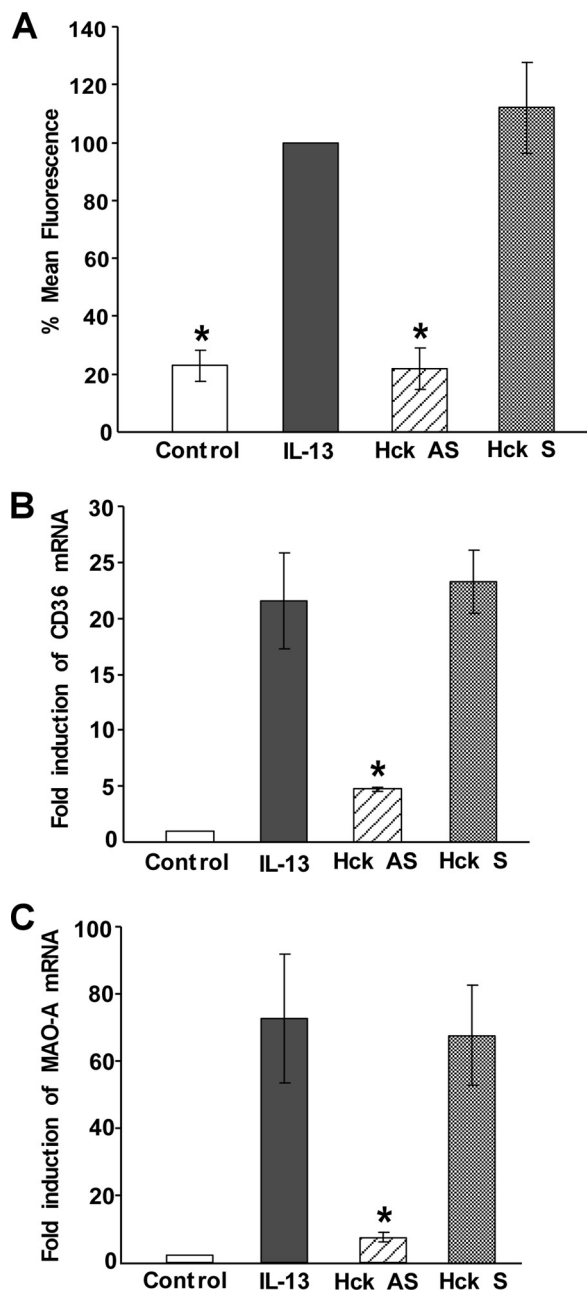 A
% Mean Fluorescence
140
120
100
80
60
40
20
0
*
*
Control IL-13 Hck AS Hck S
B
Fold induction of CD36 mRNA
30
25
20
15
10
5
0
*
Control IL-13 Hck AS Hck S
C
Fold induction of MAO-A mRNA
100
80
60
40
20
0
*
Control IL-13 Hck AS Hck S